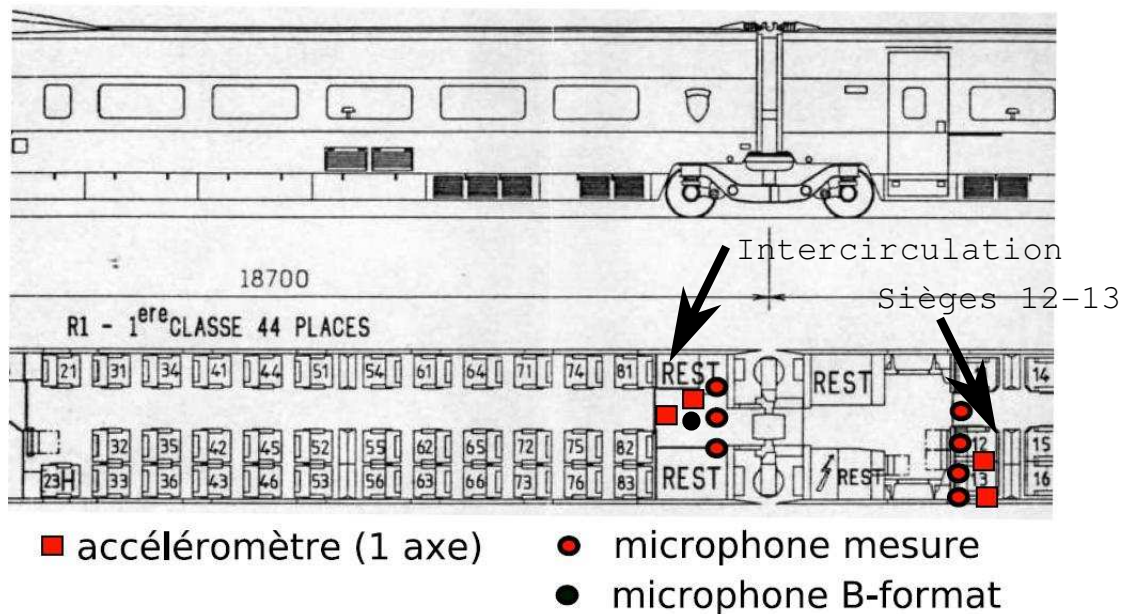 Intercirculation
18700
Sièges 12-13
R1 - 1ere CLASSE 44 PLACES
21 31 34 41 44 51 54 61 64 71 74 81 REST REST 14
32 35 42 45 52 55 62 65 72 75 82 12 15
23H 33 36 43 46 53 56 63 66 73 76 83 REST REST 13 16
accéléromètre (1 axe)
microphone mesure
microphone B-format